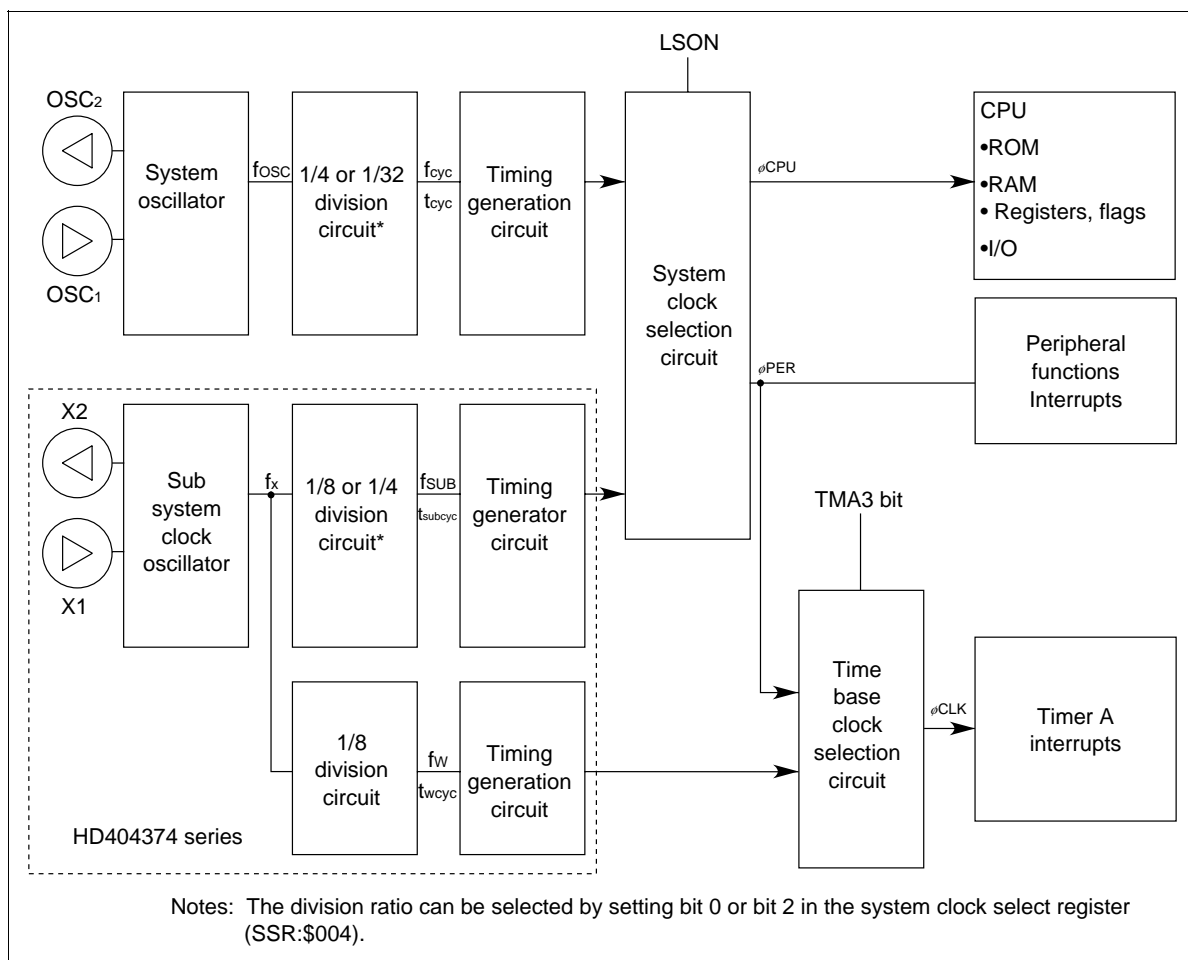 LSON
OSC2
OSC1
System
oscillator
fOSC
1/4 or 1/32
division
circuit*
fcyc
tcyc
Timing
generation
circuit
System
clock
selection
circuit
øCPU
CPU
•ROM
•RAM
• Registers, flags
•I/O
øPER
Peripheral
functions
Interrupts
X2
X1
Sub
system
clock
oscillator
fx
1/8 or 1/4
division
circuit*
fSUB
tsubcyc
Timing
generator
circuit
TMA3 bit
1/8
division
circuit
fW
twcyc
Timing
generation
circuit
Time
base
clock
selection
circuit
øCLK
Timer A
interrupts
HD404374 series
Notes: The division ratio can be selected by setting bit 0 or bit 2 in the system clock select register
(SSR:$004).